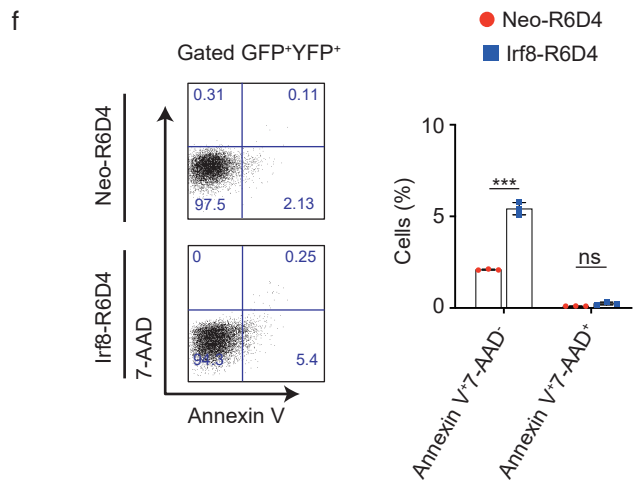 f
Gated GFP⁺YFP⁺
Neo-R6D4
0.31
0.11
97.5
2.13
Irf8-R6D4
7-AAD
0
0.25
94.3
5.4
Annexin V
Neo-R6D4
Irf8-R6D4
Cells (%)
10
5
0
***
ns
Annexin V⁺7-AAD⁻
Annexin V⁺7-AAD⁺